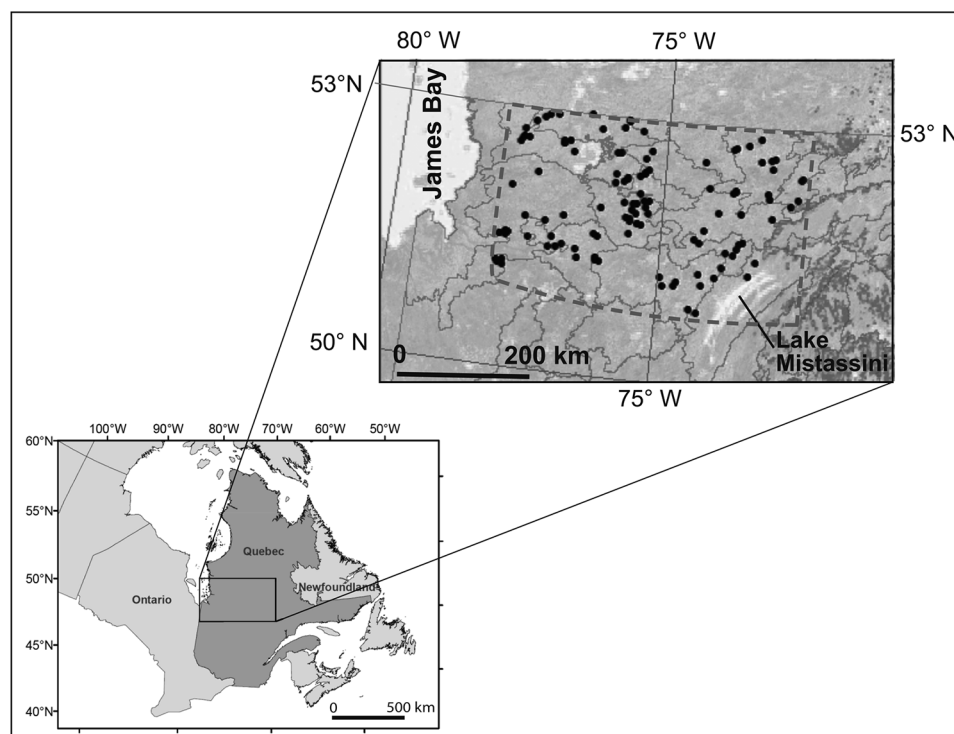 80° W 75° W
53°N
James Bay
53° N
50° N
0 200 km
Lake
Mistassini
75° W
100°W 90°W 80°W 70°W 60°W 50°W
60°N
55°N
Quebec
50°N
Newfoundland
Ontario
45°N
40°N
0 500 km